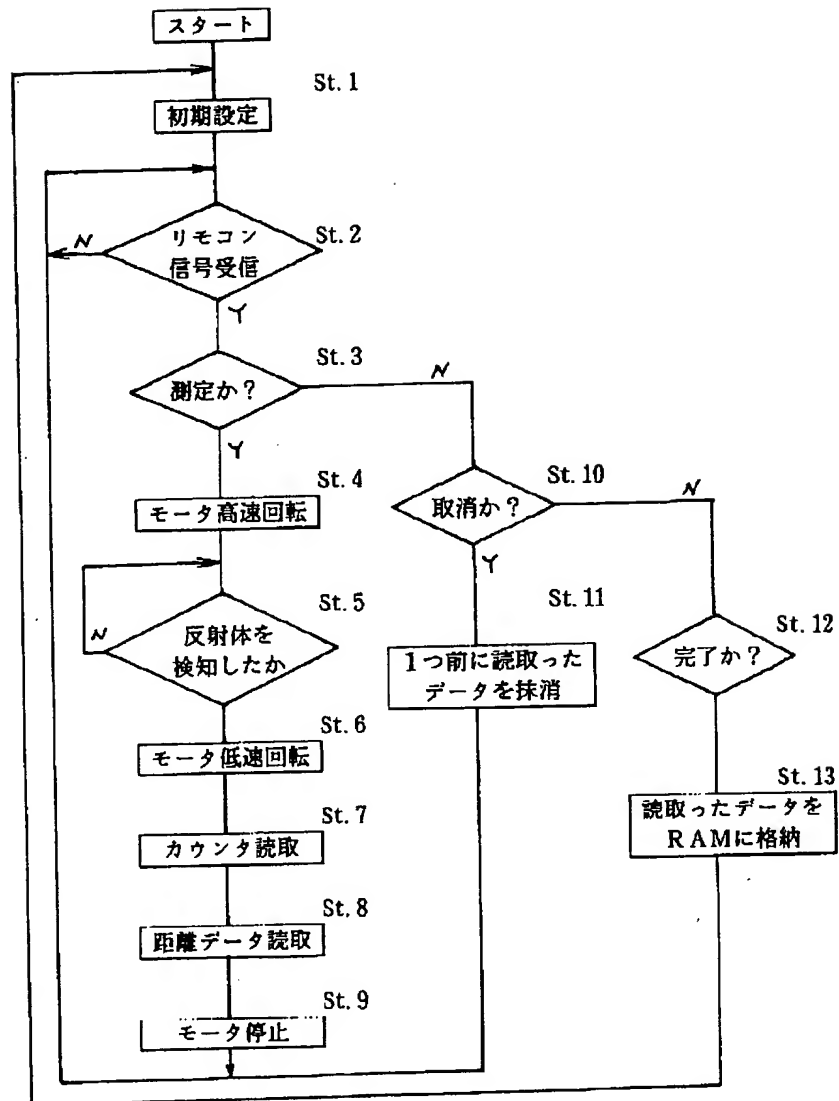 スタート
St. 1
初期設定
リモコン
信号受信
St. 2
N
Y
測定か？
St. 3
N
Y
St. 4
モータ高速回転
反射体を
検知したか
St. 5
N
St. 6
モータ低速回転
St. 7
カウンタ読取
St. 8
距離データ読取
St. 9
モータ停止
取消か？
St. 10
N
Y
St. 11
1つ前に読取った
データを抹消
St. 12
完了か？
St. 13
読取ったデータを
RAMに格納